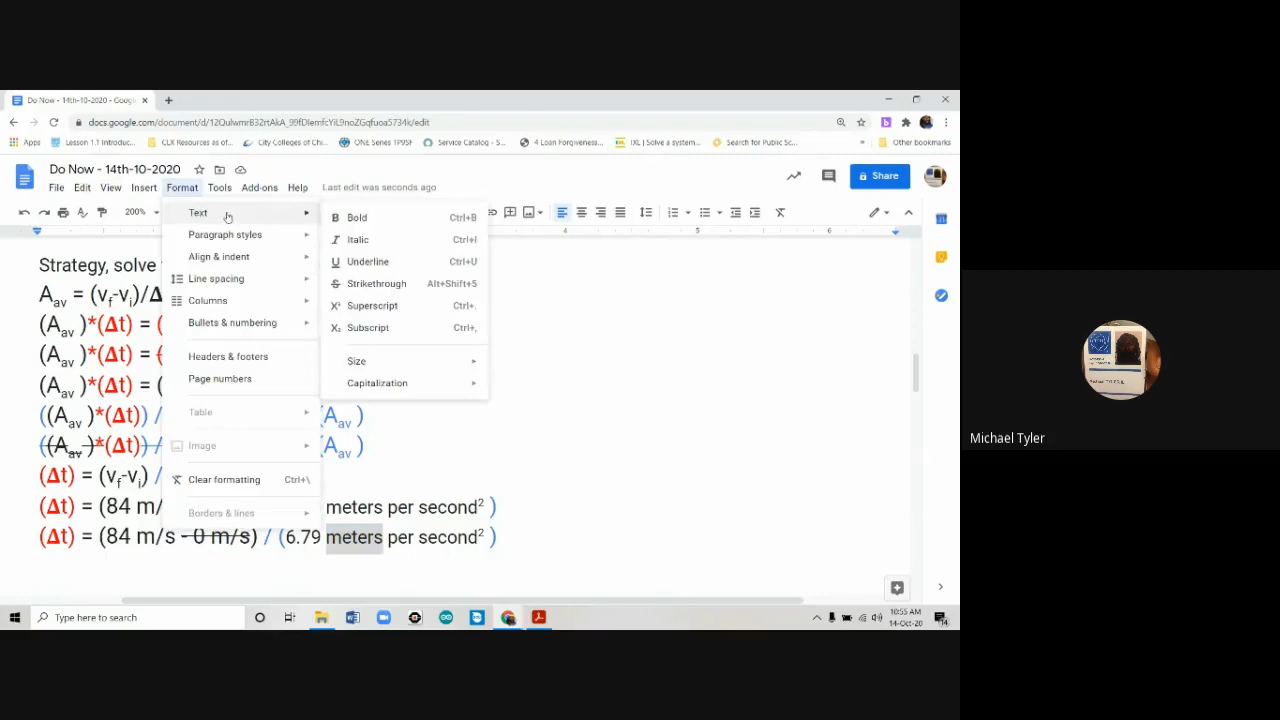 Do Now - 14th-10-2020 - Googl
docs.google.com/document/d/12QulwmrB32rtAkA_99fDlemfcYiL9noZGqfuoa5734k/edit
Apps Lesson 1.1 Introduc... CLX Resources as of... City Colleges of Chi... ONE Series TP9SF Service Catalog - S... 4 Loan Forgiveness... IXL | Solve a system... Search for Public Sc... » Other bookmarks
Do Now - 14th-10-2020
File Edit View Insert Format Tools Add-ons Help Last edit was seconds ago
Share
200%
4 5 6
Text
Paragraph styles
Align & indent
Line spacing
Columns
Bullets & numbering
Headers & footers
Page numbers
Table
Image
Clear formatting Ctrl+\
Borders & lines
B Bold Ctrl+B
I Italic Ctrl+I
U Underline Ctrl+U
S Strikethrough Alt+Shift+5
X² Superscript Ctrl+.
X₂ Subscript Ctrl+,
Size
Capitalization
Strategy, solve
Aav = (vf-vi)/Δ
(Aav )*(Δt) = (
(Aav )*(Δt) = (
(Aav )*(Δt) = (
((Aav )*(Δt)) / (Aav )
((Aav )*(Δt)) / (Aav )
(Δt) = (vf-vi) /
(Δt) = (84 m/ meters per second² )
(Δt) = (84 m/s - 0 m/s) / (6.79 meters per second² )
Michael Tyler
Type here to search
10:55 AM
14-Oct-20